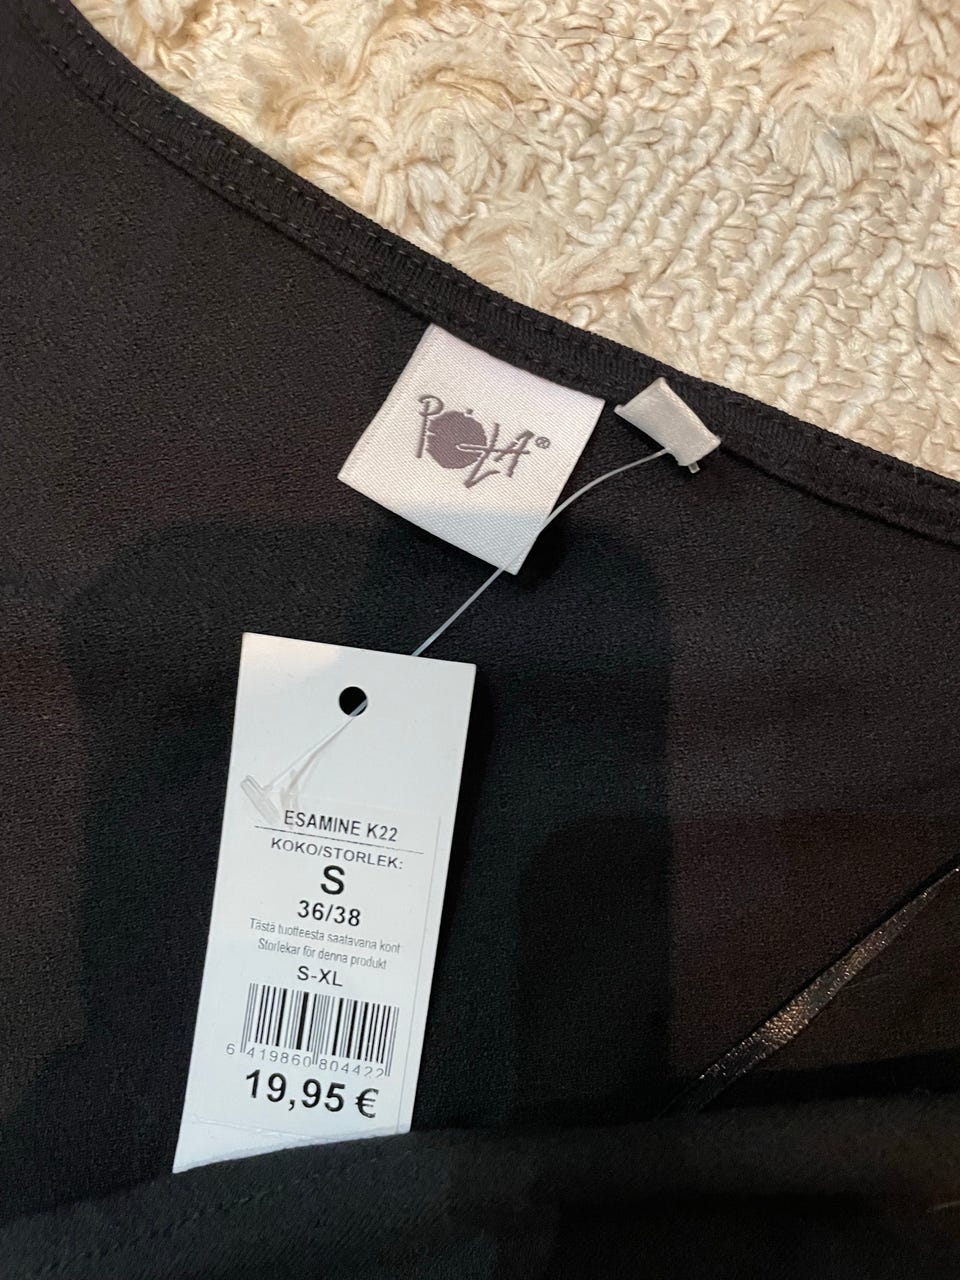 PÓLA®
ESAMINE K22
KOKO/STORLEK:
S
36/38
Tästä tuotteesta saatavana kont
Storlekar för denna produkt
S-XL
6 419860 804422
19,95 €